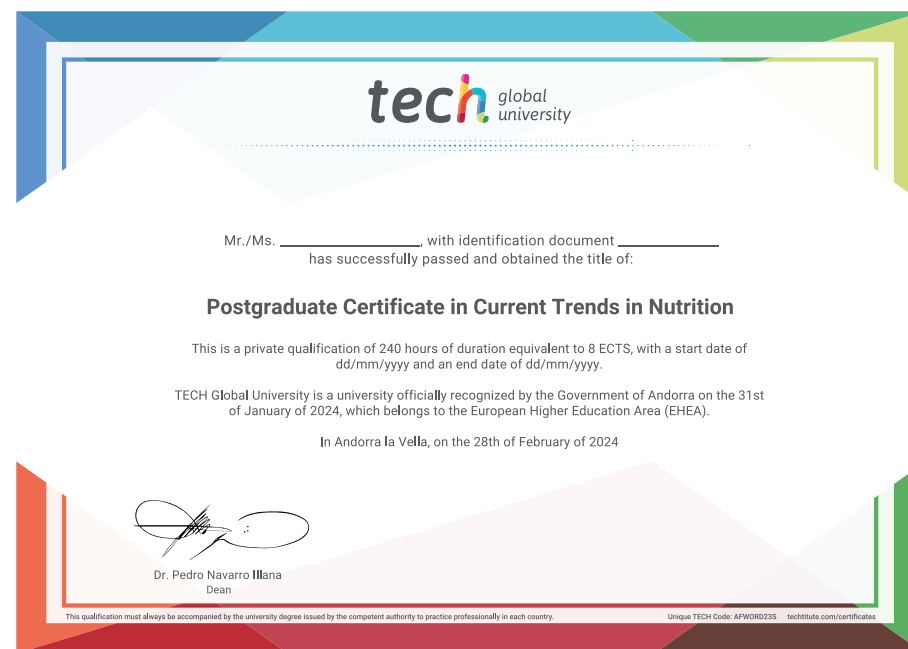 tech global university
Mr./Ms. ____________, with identification document ____________
has successfully passed and obtained the title of:
Postgraduate Certificate in Current Trends in Nutrition
This is a private qualification of 240 hours of duration equivalent to 8 ECTS, with a start date of
dd/mm/yyyy and an end date of dd/mm/yyyy.
TECH Global University is a university officially recognized by the Government of Andorra on the 31st
of January of 2024, which belongs to the European Higher Education Area (EHEA).
In Andorra la Vella, on the 28th of February of 2024
Dr. Pedro Navarro Illana
Dean
This qualification must always be accompanied by the university degree issued by the competent authority to practice professionally in each country.
Unique TECH Code: AFWORD23S techtitute.com/certificates